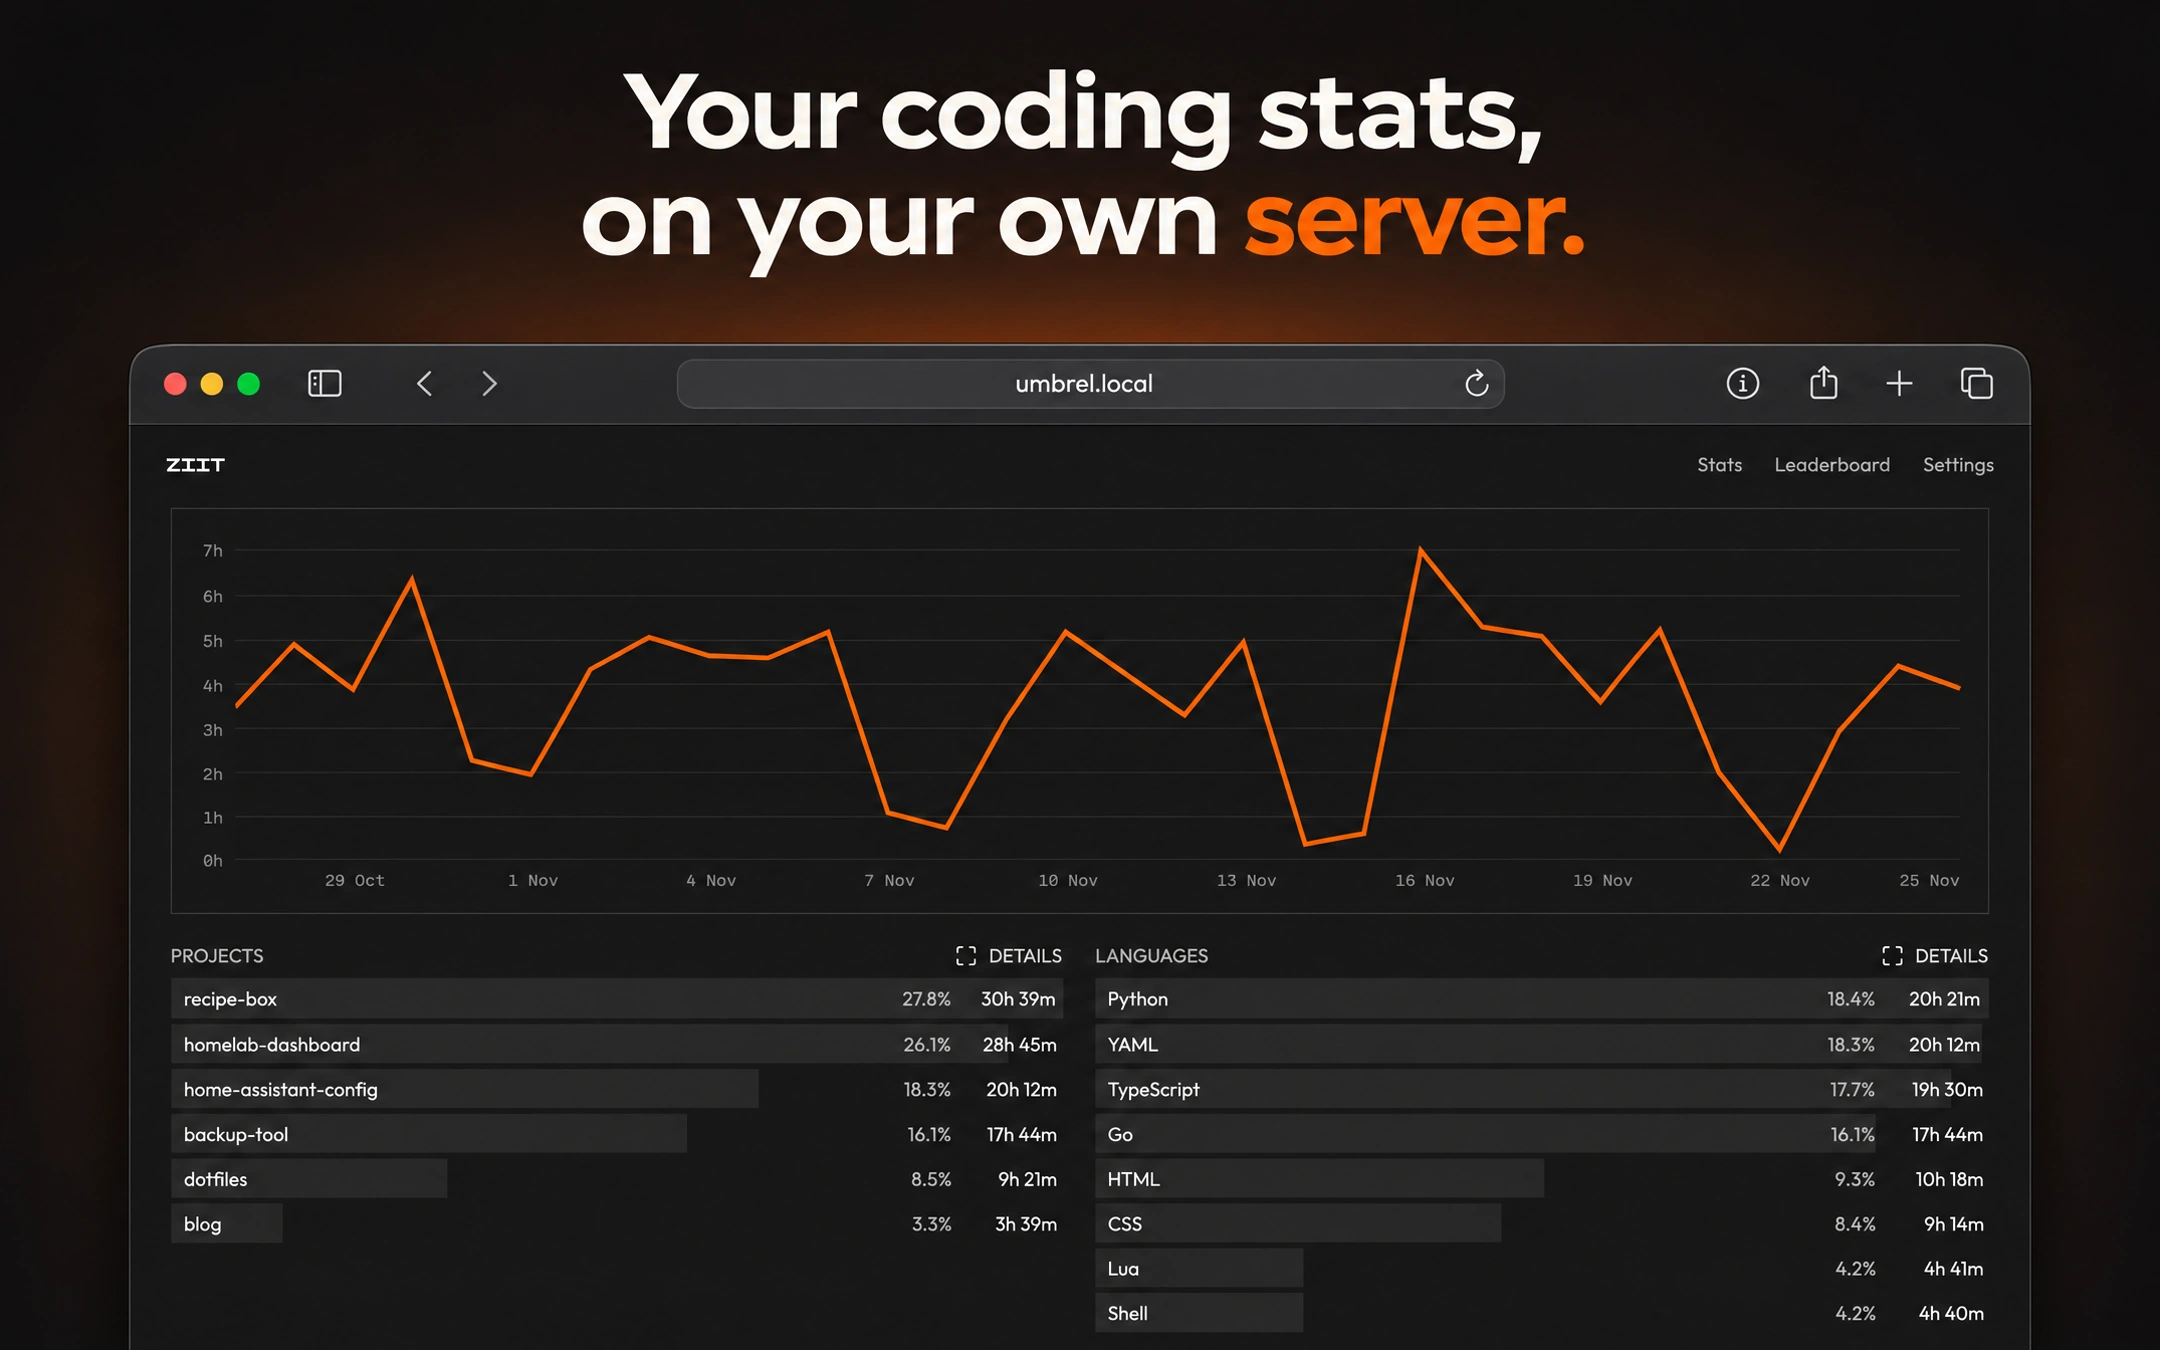 Your coding stats,
on your own server.
umbrel.local
ZIIT
Stats Leaderboard Settings
7h
6h
5h
4h
3h
2h
1h
0h
29 Oct 1 Nov 4 Nov 7 Nov 10 Nov 13 Nov 16 Nov 19 Nov 22 Nov 25 Nov
PROJECTS DETAILS
recipe-box 27.8% 30h 39m
homelab-dashboard 26.1% 28h 45m
home-assistant-config 18.3% 20h 12m
backup-tool 16.1% 17h 44m
dotfiles 8.5% 9h 21m
blog 3.3% 3h 39m
LANGUAGES DETAILS
Python 18.4% 20h 21m
YAML 18.3% 20h 12m
TypeScript 17.7% 19h 30m
Go 16.1% 17h 44m
HTML 9.3% 10h 18m
CSS 8.4% 9h 14m
Lua 4.2% 4h 41m
Shell 4.2% 4h 40m